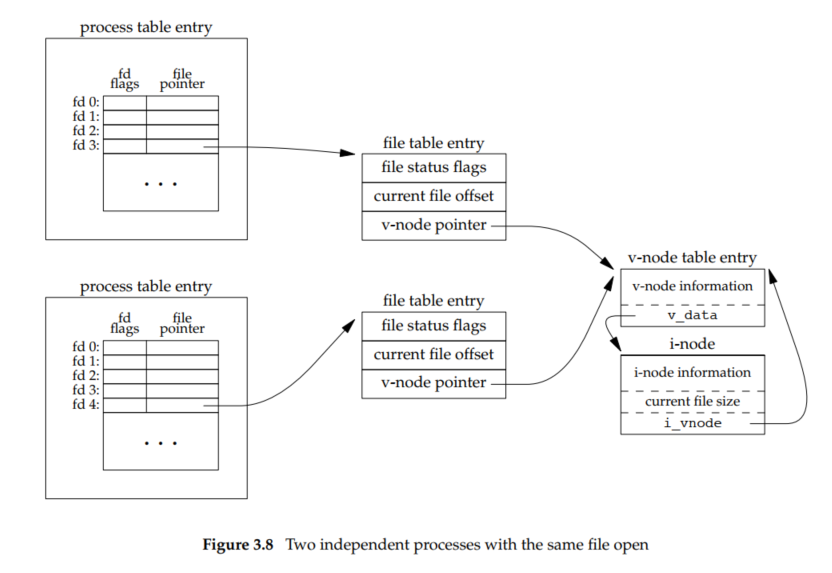 process table entry
fd flags
file pointer
fd 0:
fd 1:
fd 2:
fd 3:
. . .
file table entry
file status flags
current file offset
v-node pointer
process table entry
fd flags
file pointer
fd 0:
fd 1:
fd 2:
fd 3:
fd 4:
. . .
file table entry
file status flags
current file offset
v-node pointer
v-node table entry
v-node information
v_data
i-node
i-node information
current file size
i_vnode
Figure 3.8 Two independent processes with the same file open